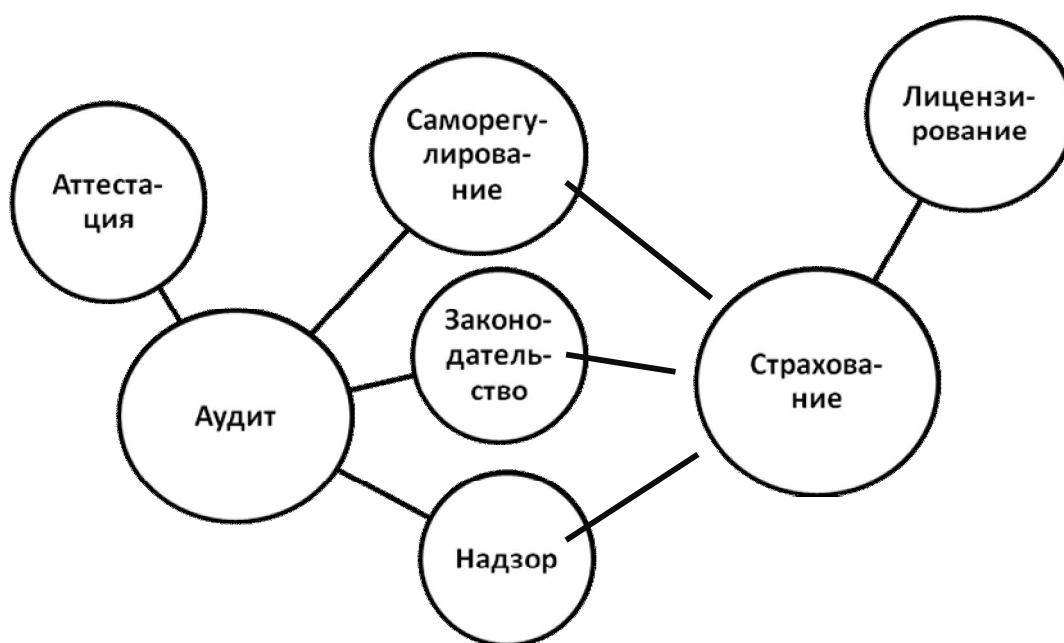 Лицензи-
рование
Саморегу-
лирова-
ние
Аттеста-
ция
Законо-
датель-
ство
Страхова-
ние
Аудит
Надзор